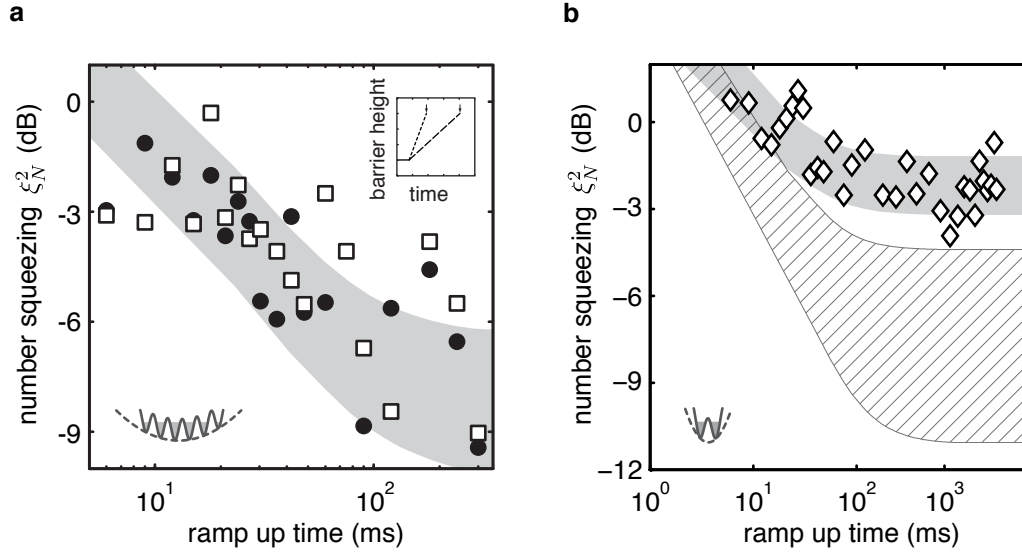 a
number squeezing ξ²_N (dB)
0
-3
-6
-9
barrier height
time
10¹
10²
ramp up time (ms)
b
number squeezing ξ²_N (dB)
0
−3
−6
−9
−12
10⁰
10¹
10²
10³
ramp up time (ms)